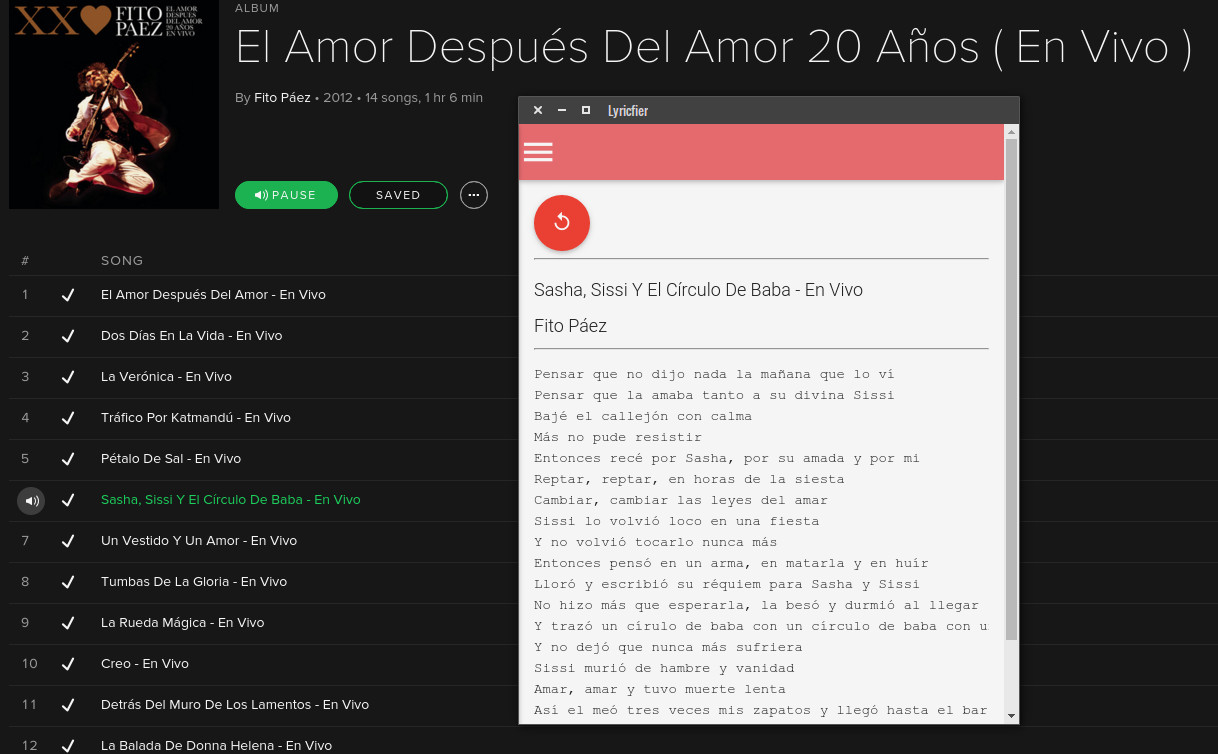 XX FITO PAEZ EL AMOR DESPUES DEL AMOR 20 AÑOS EN VIVO
ALBUM
El Amor Después Del Amor 20 Años ( En Vivo )
By Fito Páez • 2012 • 14 songs, 1 hr 6 min
PAUSE
SAVED
# SONG
1 El Amor Después Del Amor - En Vivo
2 Dos Días En La Vida - En Vivo
3 La Verónica - En Vivo
4 Tráfico Por Katmandú - En Vivo
5 Pétalo De Sal - En Vivo
Sasha, Sissi Y El Círculo De Baba - En Vivo
7 Un Vestido Y Un Amor - En Vivo
8 Tumbas De La Gloria - En Vivo
9 La Rueda Mágica - En Vivo
10 Creo - En Vivo
11 Detrás Del Muro De Los Lamentos - En Vivo
12 La Balada De Donna Helena - En Vivo
Lyricfier
Sasha, Sissi Y El Círculo De Baba - En Vivo
Fito Páez
Pensar que no dijo nada la mañana que lo ví
Pensar que la amaba tanto a su divina Sissi
Bajé el callejón con calma
Más no pude resistir
Entonces recé por Sasha, por su amada y por mi
Reptar, reptar, en horas de la siesta
Cambiar, cambiar las leyes del amar
Sissi lo volvió loco en una fiesta
Y no volvió tocarlo nunca más
Entonces pensó en un arma, en matarla y en huír
Lloró y escribió su réquiem para Sasha y Sissi
No hizo más que esperarla, la besó y durmió al llegar
Y trazó un círulo de baba con un círculo de baba con u
Y no dejó que nunca más sufriera
Sissi murió de hambre y vanidad
Amar, amar y tuvo muerte lenta
Así el meó tres veces mis zapatos y llegó hasta el bar